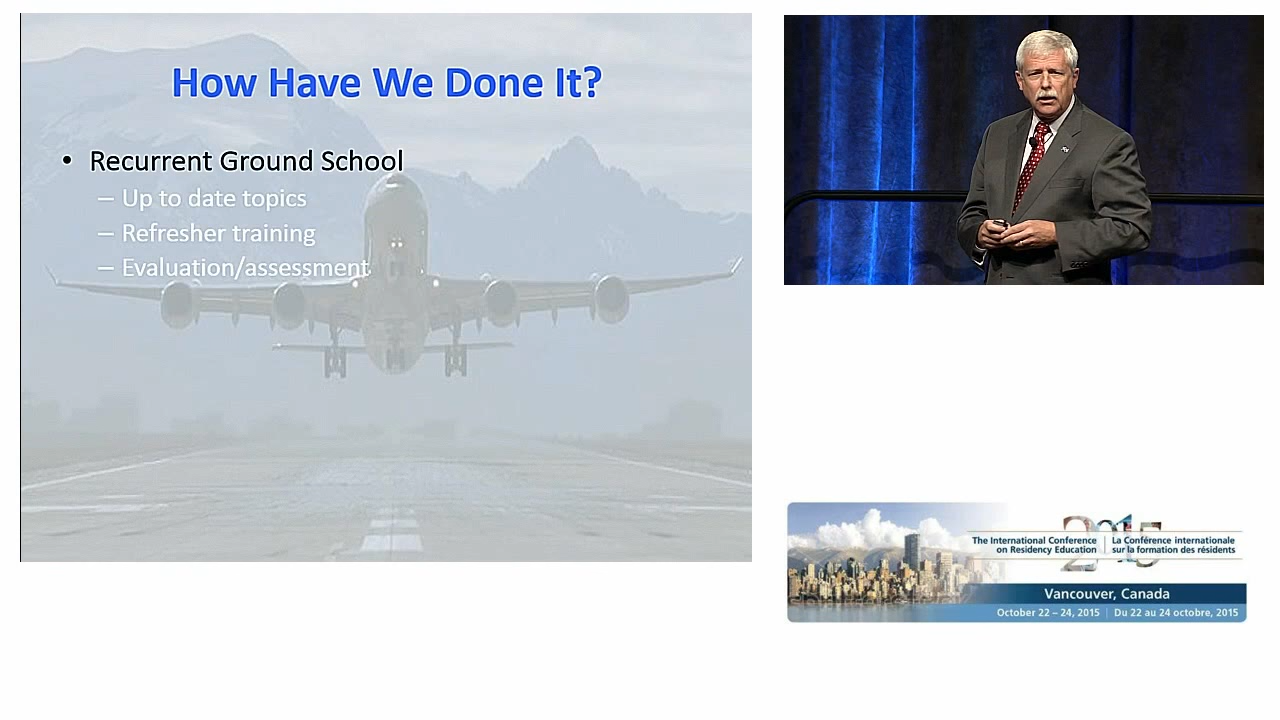 How Have We Done It?
• Recurrent Ground School
– Up to date topics
– Refresher training
– Evaluation/assessment
2015
The International Conference
on Residency Education
La Conférence internationale
sur la formation des résidents
Vancouver, Canada
October 22 – 24, 2015 | Du 22 au 24 octobre, 2015